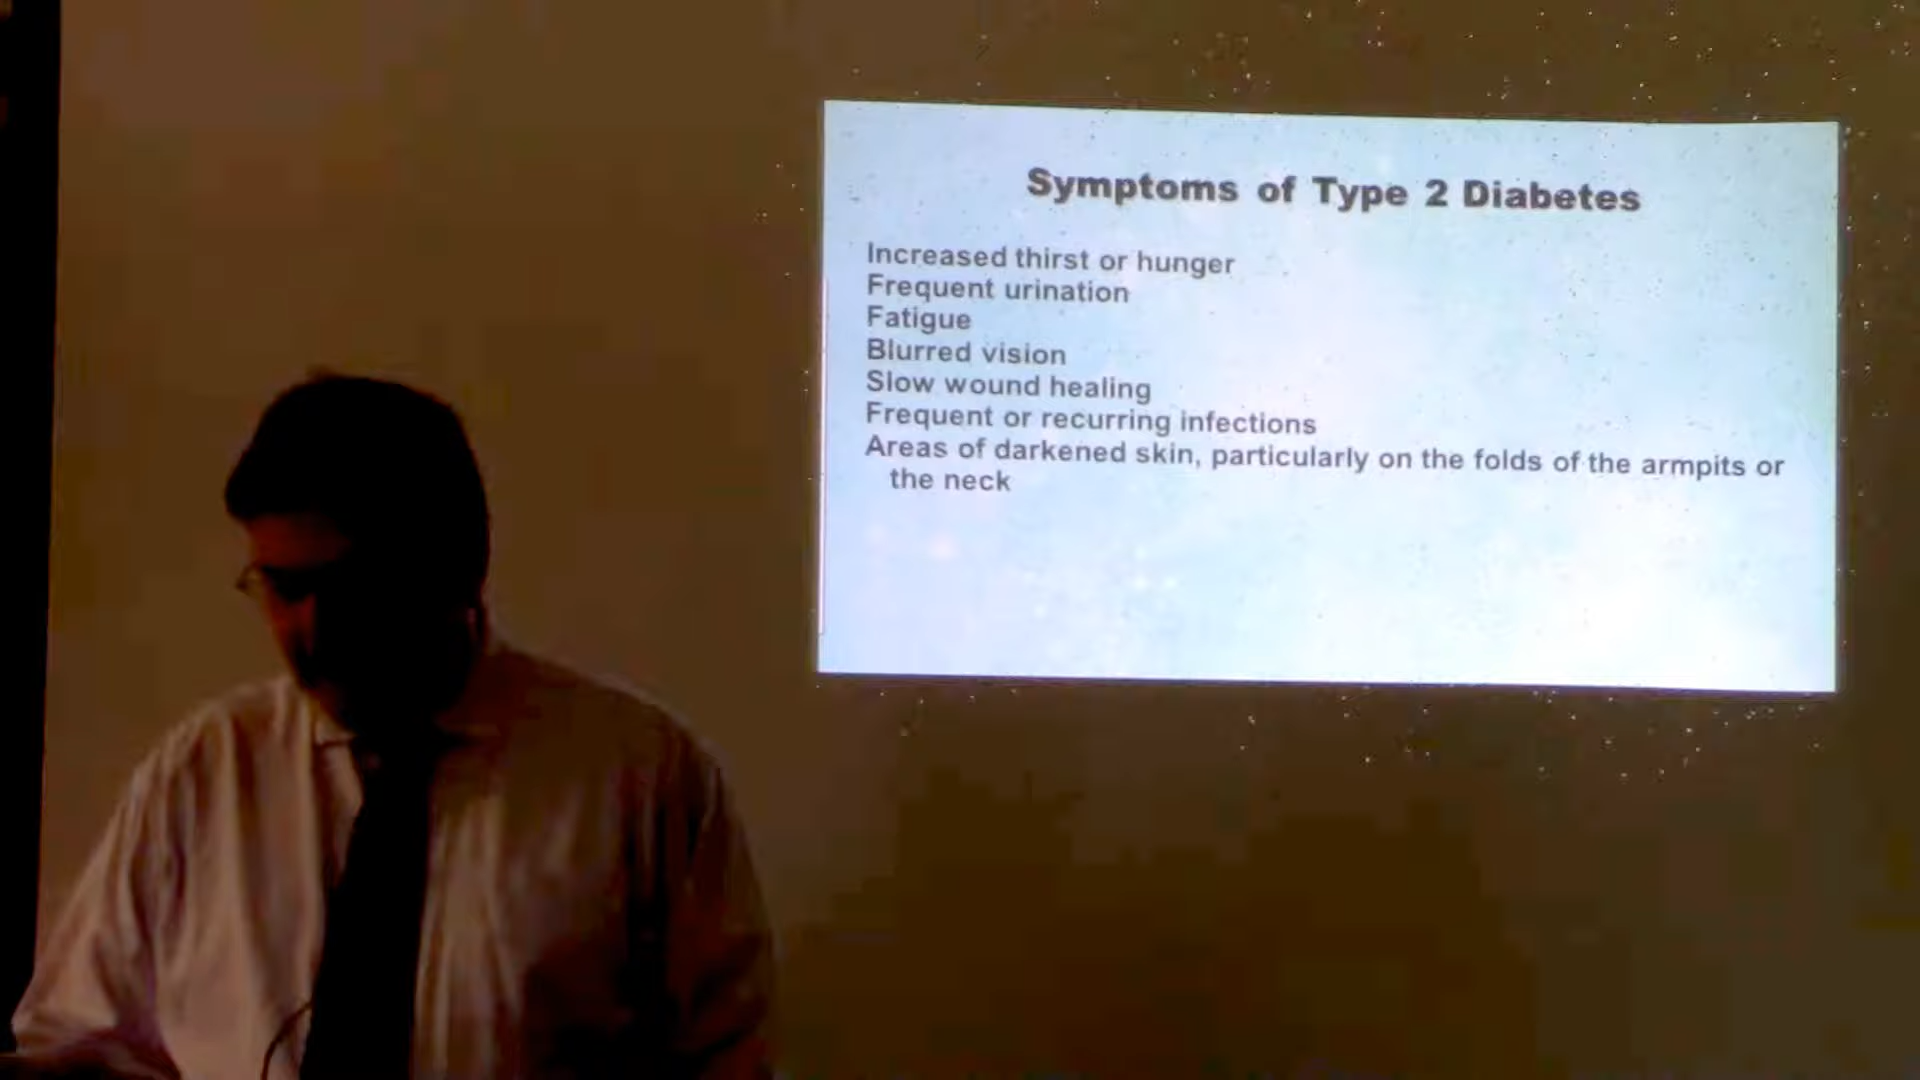 Symptoms of Type 2 Diabetes
Increased thirst or hunger
Frequent urination
Fatigue
Blurred vision
Slow wound healing
Frequent or recurring infections
Areas of darkened skin, particularly on the folds of the armpits or
the neck